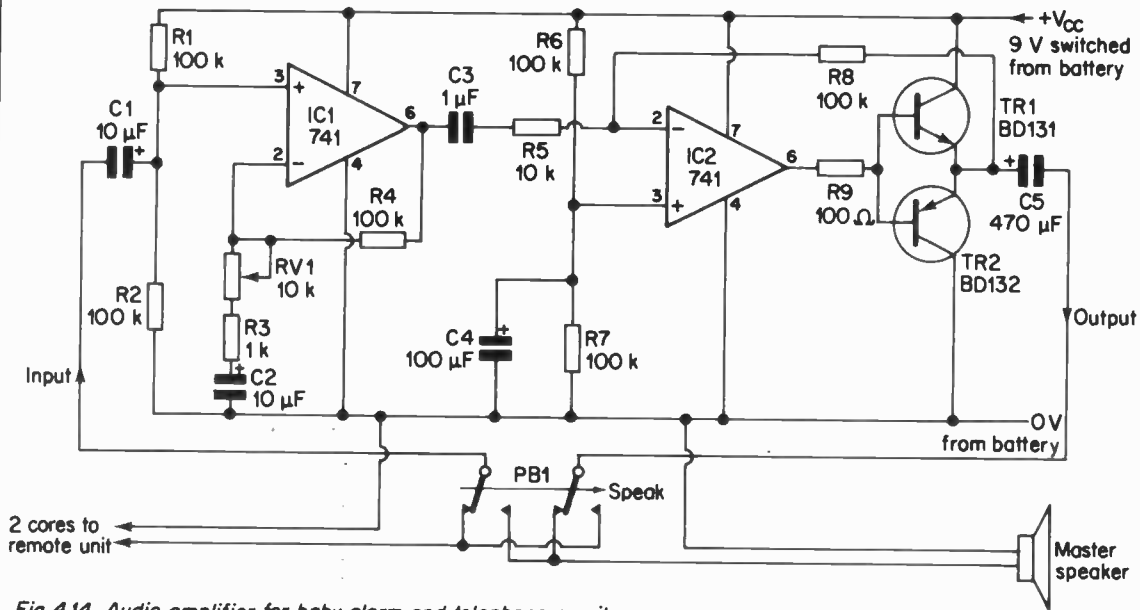 R1
100 k
C1
10 μF
+
R2
100 k
3
+
2
−
IC1
741
7
6
4
R4
100 k
RV1
10 k
R3
1 k
+
C2
10 μF
C3
1 μF
R5
10 k
R6
100 k
2
−
3
+
IC2
741
7
6
4
C4
100 μF
+
R7
100 k
R8
100 k
R9
100 Ω
+Vcc
9 V switched
from battery
TR1
BD131
+
C5
470 μF
TR2
BD132
Output
Input
0V
from battery
PB1
Speak
2 cores to
remote unit
Master
speaker
Fig 4.14 Audio amplifier for baby alarm and telephone